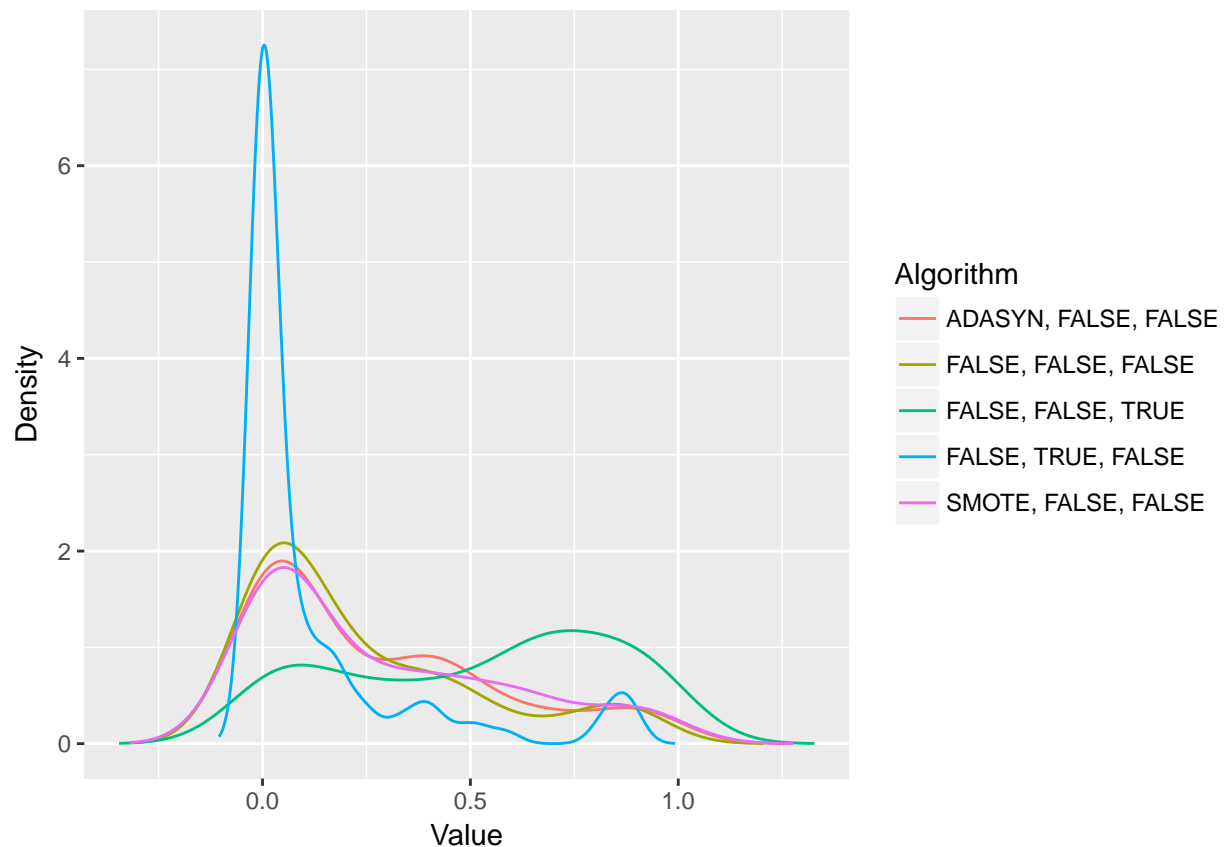 6
4
2
0
Density
0.0
0.5
1.0
Value
Algorithm
ADASYN, FALSE, FALSE
FALSE, FALSE, FALSE
FALSE, FALSE, TRUE
FALSE, TRUE, FALSE
SMOTE, FALSE, FALSE